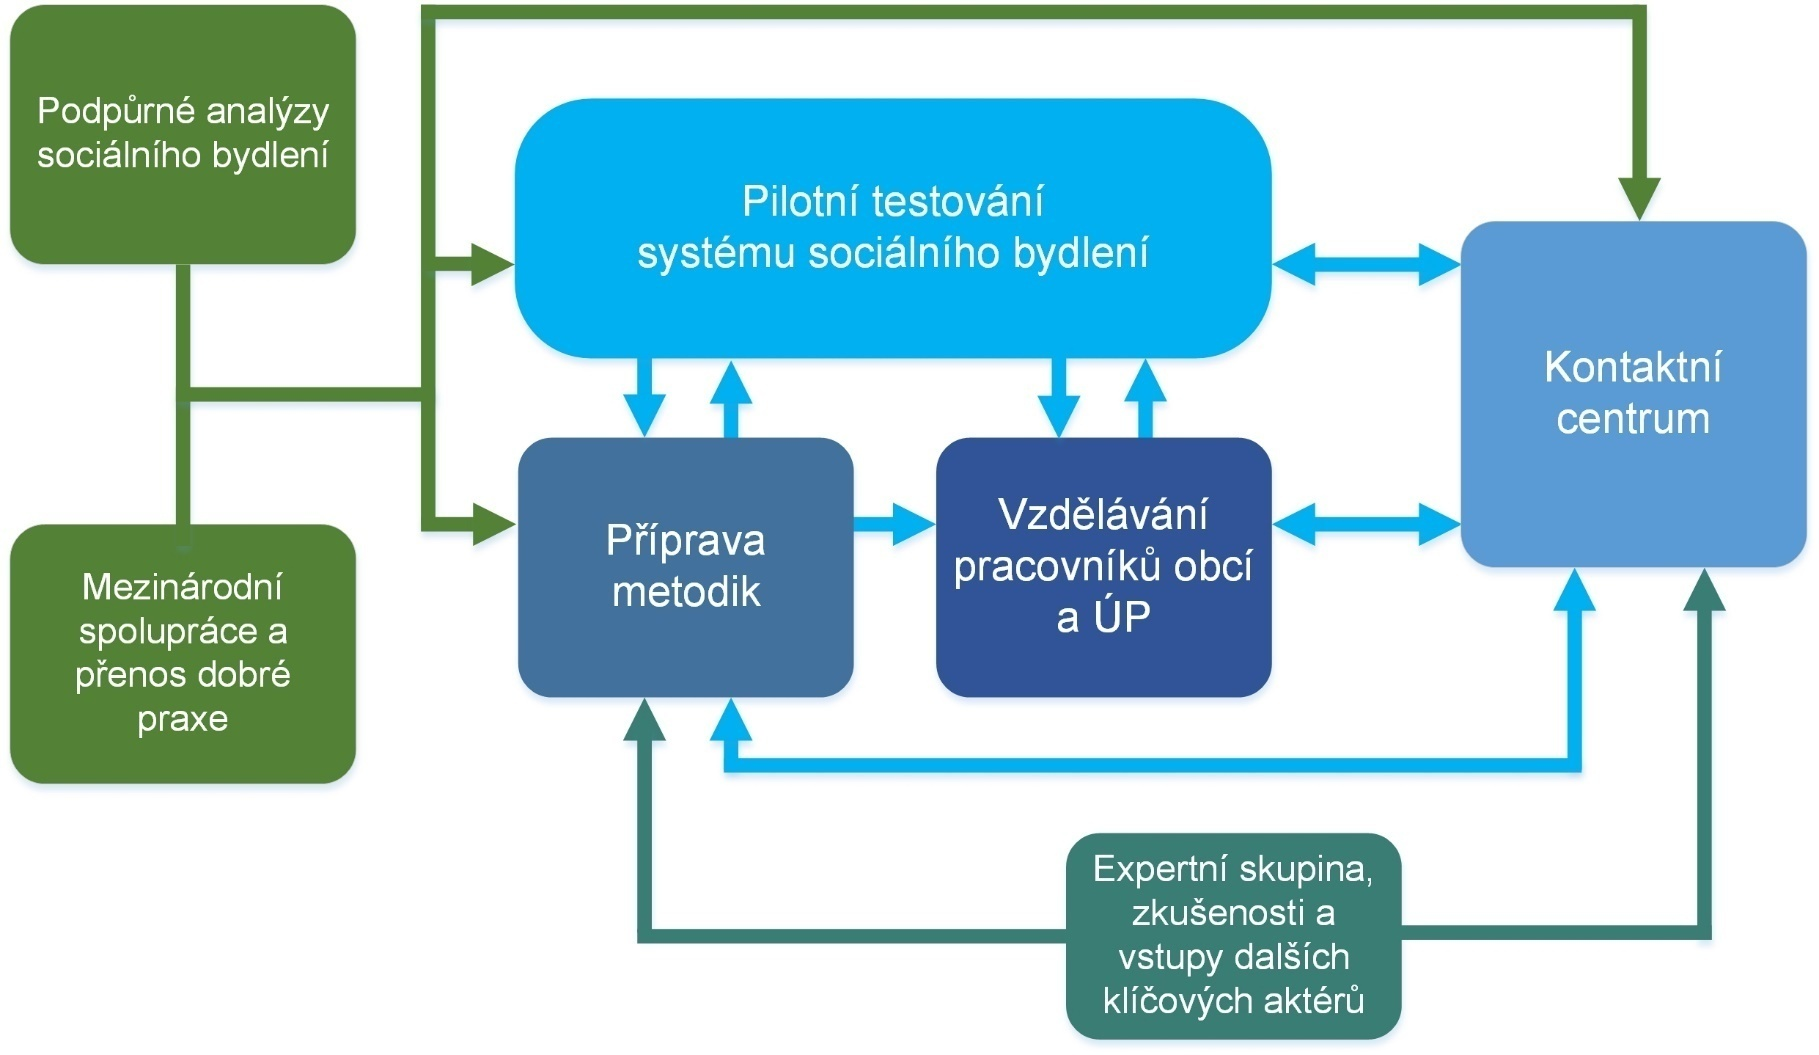 Podpůrné analýzy
sociálního bydlení
Pilotní testování
systému sociálního bydlení
Kontaktní
centrum
Příprava
metodik
Vzdělávání
pracovníků obcí
a ÚP
Mezinárodní
spolupráce a
přenos dobré
praxe
Expertní skupina,
zkušenosti a
vstupy dalších
klíčových aktérů